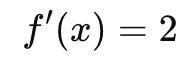 f′(x) = 2